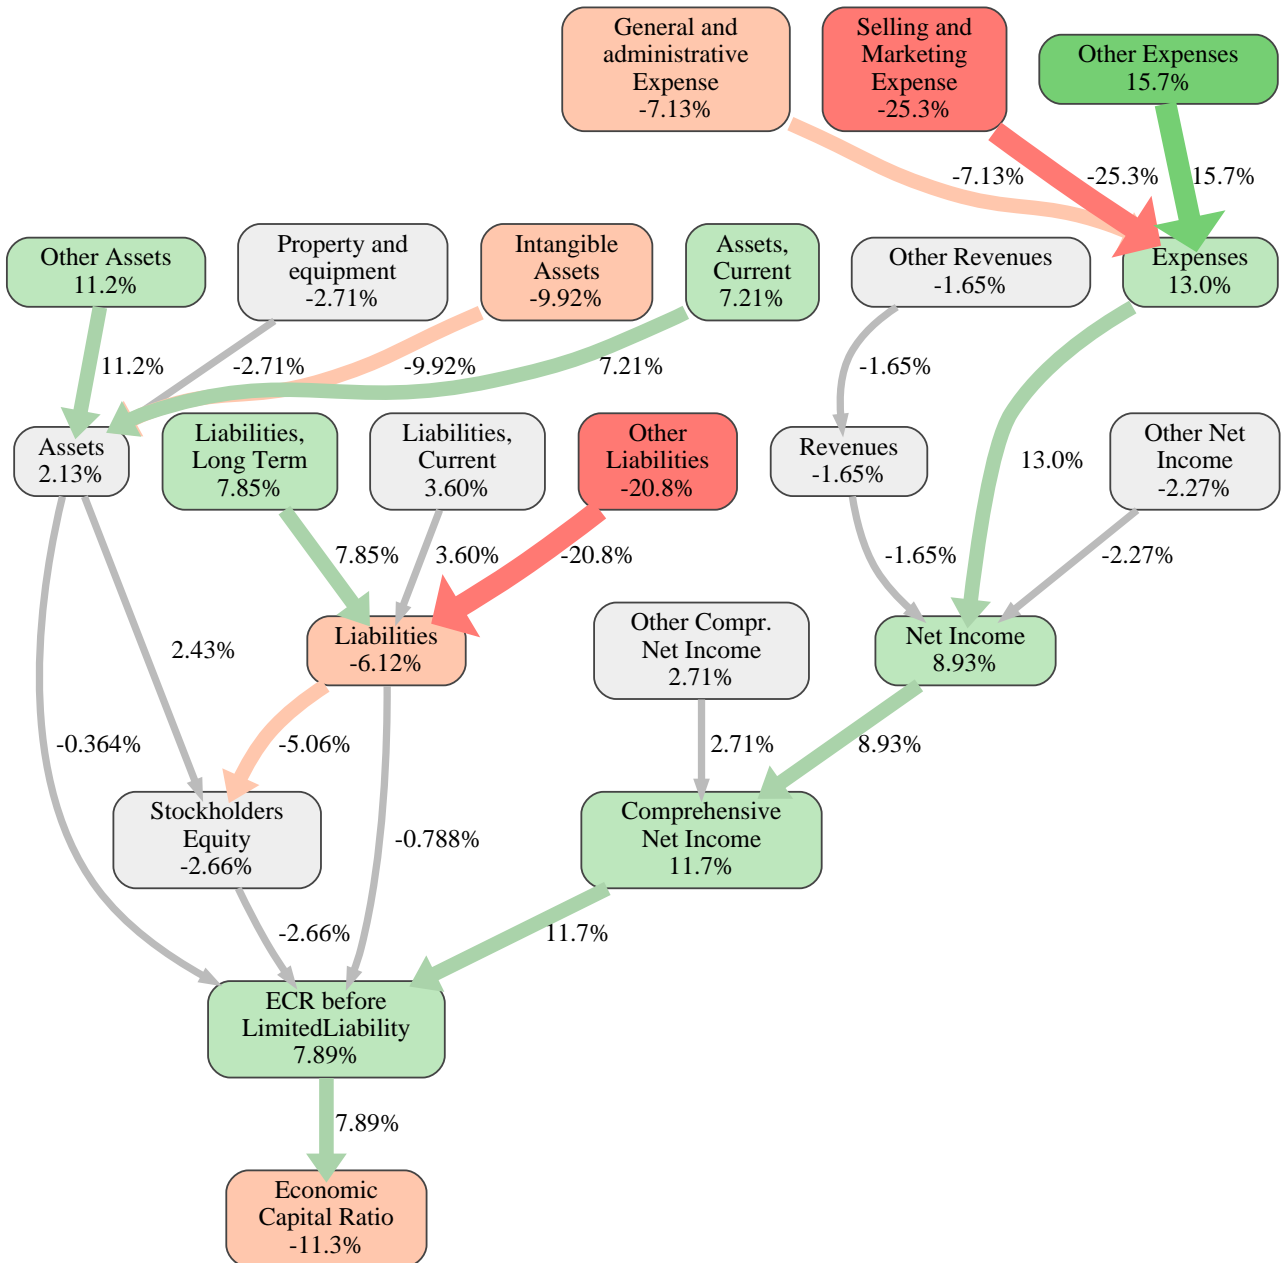 General and
administrative
Expense
-7.13%
Selling and
Marketing
Expense
-25.3%
Other Expenses
15.7%
-7.13%
-25.3%
15.7%
Other Assets
11.2%
Property and
equipment
-2.71%
Intangible
Assets
-9.92%
Assets,
Current
7.21%
Other Revenues
-1.65%
Expenses
13.0%
11.2%
-2.71%
-9.92%
7.21%
-1.65%
13.0%
Assets
2.13%
Liabilities,
Long Term
7.85%
Liabilities,
Current
3.60%
Other
Liabilities
-20.8%
Revenues
-1.65%
Other Net
Income
-2.27%
7.85%
3.60%
-20.8%
-1.65%
-2.27%
Liabilities
-6.12%
Other Compr.
Net Income
2.71%
Net Income
8.93%
2.43%
-0.364%
-5.06%
2.71%
8.93%
Stockholders
Equity
-2.66%
-0.788%
Comprehensive
Net Income
11.7%
-2.66%
11.7%
ECR before
LimitedLiability
7.89%
7.89%
Economic
Capital Ratio
-11.3%